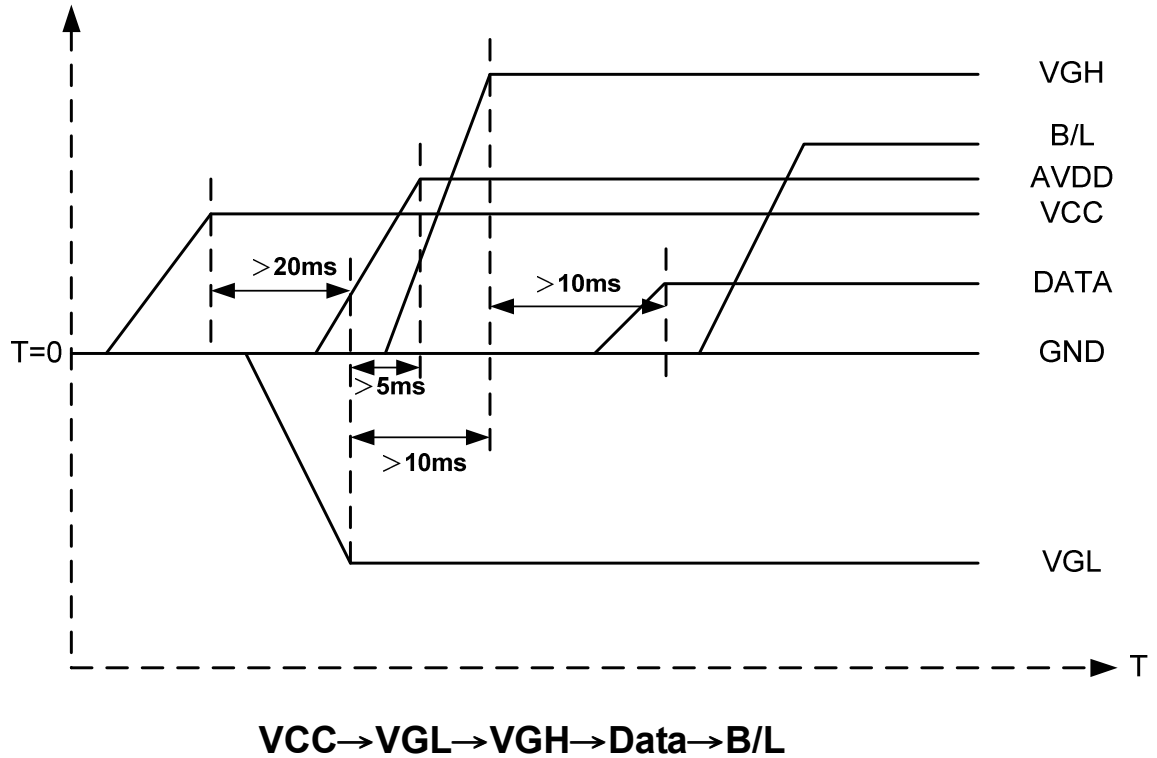 VGH
B/L
AVDD
VCC
>20ms
>10ms
DATA
T=0
GND
>5ms
>10ms
VGL
T
VCC→VGL→VGH→Data→B/L